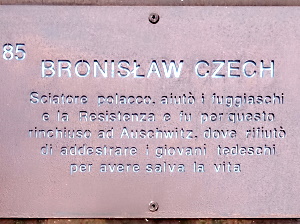 85
BRONISŁAW CZECH
Sciatore polacco, aiutò i fuggiaschi
e la Resistenza e fu per questo
rinchiuso ad Auschwitz, dove rifiutò
di addestrare i giovani tedeschi
per avere salva la vita